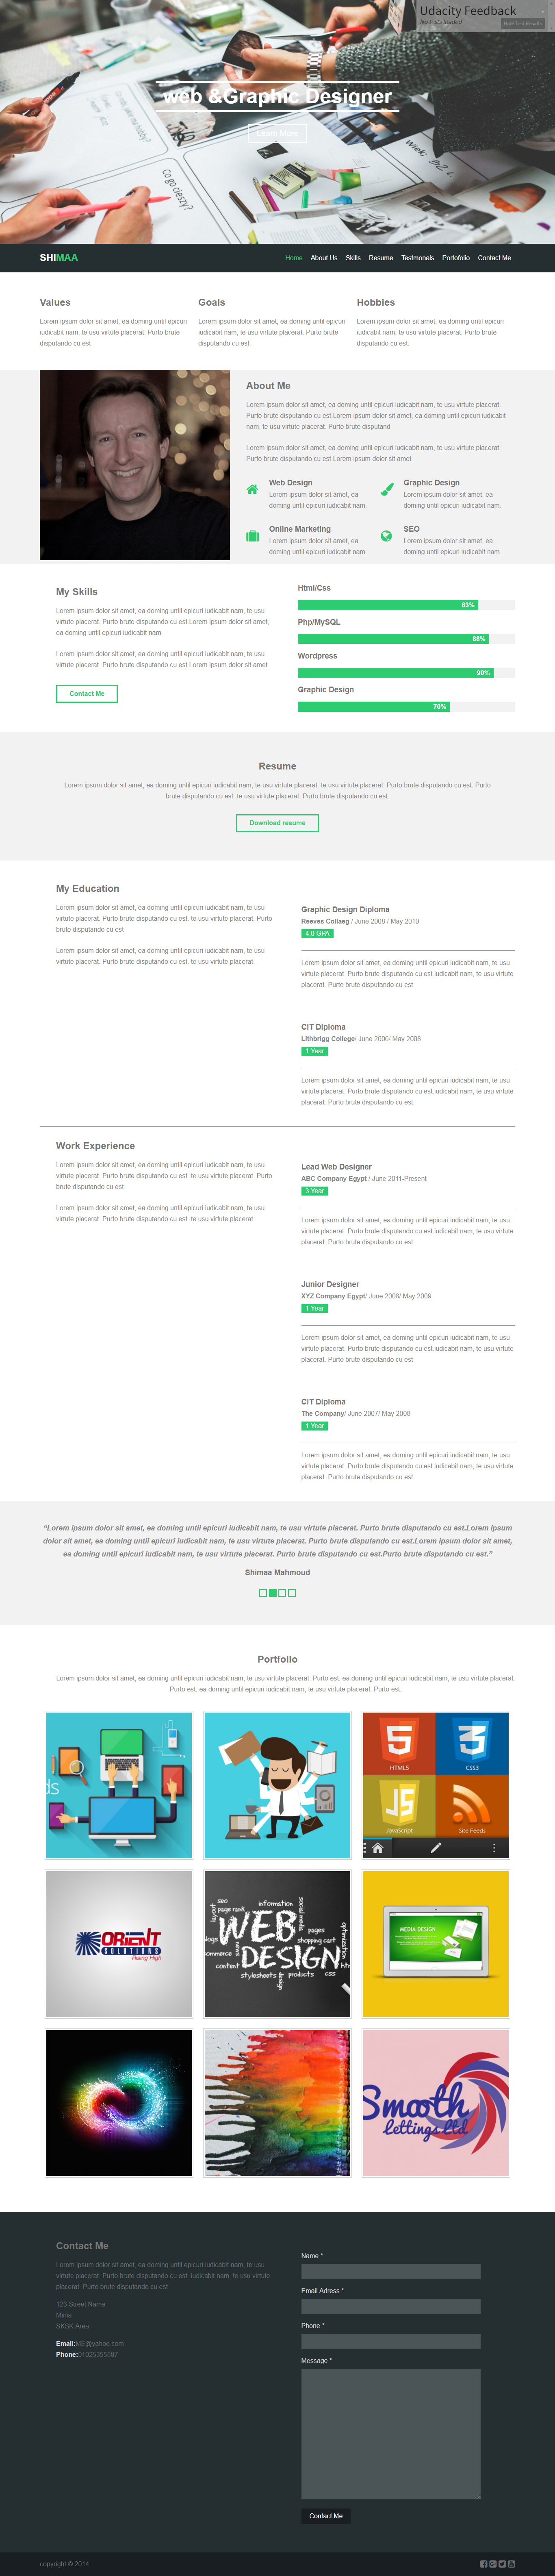 Udacity Feedback
No tests loaded
web &Graphic Designer
Learn More
Co go cieszy?
SHIMAA
Home About Us Skills Resume Testmonals Portofolio Contact Me
Values
Lorem ipsum dolor sit amet, ea doming until epicuri
iudicabit nam, te usu virtute placerat. Purto brute
disputando cu est
Goals
Lorem ipsum dolor sit amet, ea doming until epicuri
iudicabit nam, te usu virtute placerat. Purto brute
disputando cu est
Hobbies
Lorem ipsum dolor sit amet, ea doming until epicuri
iudicabit nam, te usu virtute placerat. Purto brute
disputando cu est.
About Me
Lorem ipsum dolor sit amet, ea doming until epicuri iudicabit nam, te usu virtute placerat.
Purto brute disputando cu est.Lorem ipsum dolor sit amet, ea doming until epicuri iudicabit
nam, te usu virtute placerat. Purto brute disputand
Lorem ipsum dolor sit amet, ea doming until epicuri iudicabit nam, te usu virtute placerat.
Purto brute disputando cu est.Lorem ipsum dolor sit amet
Web Design
Lorem ipsum dolor sit amet, ea
doming until epicuri iudicabit nam.
Graphic Design
Lorem ipsum dolor sit amet, ea
doming until epicuri iudicabit nam.
Online Marketing
Lorem ipsum dolor sit amet, ea
doming until epicuri iudicabit nam.
SEO
Lorem ipsum dolor sit amet, ea
doming until epicuri iudicabit nam.
My Skills
Lorem ipsum dolor sit amet, ea doming until epicuri iudicabit nam, te usu
virtute placerat. Purto brute disputando cu est.Lorem ipsum dolor sit amet,
ea doming until epicuri iudicabit nam
Lorem ipsum dolor sit amet, ea doming until epicuri iudicabit nam, te usu
virtute placerat. Purto brute disputando cu est.Lorem ipsum dolor sit amet
Contact Me
Html/Css
83%
Php/MySQL
88%
Wordpress
90%
Graphic Design
70%
Resume
Lorem ipsum dolor sit amet, ea doming until epicuri iudicabit nam, te usu virtute placerat. te usu virtute placerat. Purto brute disputando cu est. Purto
brute disputando cu est. te usu virtute placerat. Purto brute disputando cu est.
Download resume
My Education
Lorem ipsum dolor sit amet, ea doming until epicuri iudicabit nam, te usu
virtute placerat. Purto brute disputando cu est. te usu virtute placerat. Purto
brute disputando cu est
Lorem ipsum dolor sit amet, ea doming until epicuri iudicabit nam, te usu
virtute placerat. Purto brute disputando cu est. te usu virtute placerat.
Graphic Design Diploma
Reeves Collaeg / June 2008 / May 2010
4.0 GPA
Lorem ipsum dolor sit amet, ea doming until epicuri iudicabit nam, te usu
virtute placerat. Purto brute disputando cu est.iudicabit nam, te usu virtute
placerat. Purto brute disputando cu est
CIT Diploma
Lithbrigg College/ June 2006/ May 2008
1 Year
Lorem ipsum dolor sit amet, ea doming until epicuri iudicabit nam, te usu
virtute placerat. Purto brute disputando cu est.iudicabit nam, te usu virtute
placerat. Purto brute disputando cu est
Work Experience
Lorem ipsum dolor sit amet, ea doming until epicuri iudicabit nam, te usu
virtute placerat. Purto brute disputando cu est. te usu virtute placerat. Purto
brute disputando cu est
Lorem ipsum dolor sit amet, ea doming until epicuri iudicabit nam, te usu
virtute placerat. Purto brute disputando cu est. te usu virtute placerat
Lead Web Designer
ABC Company Egypt / June 2011-Present
3 Year
Lorem ipsum dolor sit amet, ea doming until epicuri iudicabit nam, te usu
virtute placerat. Purto brute disputando cu est.iudicabit nam, te usu virtute
placerat. Purto brute disputando cu est
Junior Designer
XYZ Company Egypt/ June 2008/ May 2009
1 Year
Lorem ipsum dolor sit amet, ea doming until epicuri iudicabit nam, te usu
virtute placerat. Purto brute disputando cu est.iudicabit nam, te usu virtute
placerat. Purto brute disputando cu est
CIT Diploma
The Company/ June 2007/ May 2008
1 Year
Lorem ipsum dolor sit amet, ea doming until epicuri iudicabit nam, te usu
virtute placerat. Purto brute disputando cu est.iudicabit nam, te usu virtute
placerat. Purto brute disputando cu est
“Lorem ipsum dolor sit amet, ea doming until epicuri iudicabit nam, te usu virtute placerat. Purto brute disputando cu est.Lorem ipsum
dolor sit amet, ea doming until epicuri iudicabit nam, te usu virtute placerat. Purto brute disputando cu est.Lorem ipsum dolor sit amet,
ea doming until epicuri iudicabit nam, te usu virtute placerat. Purto brute disputando cu est.Purto brute disputando cu est.”
Shimaa Mahmoud
Portfolio
Lorem ipsum dolor sit amet, ea doming until epicuri iudicabit nam, te usu virtute placerat. Purto est. ea doming until epicuri iudicabit nam, te usu virtute placerat.
Purto est. ea doming until epicuri iudicabit nam, te usu virtute placerat. Purto est.
ds
HTML5 CSS3
JavaScript Site Feeds
ORIENT
SOLUTIONS
Rising High
WEB
DESIGN
seo
page rank
information
social media
layout
blogs
pages
shopping cart
optimization
commerce
content
stylesheets
design
products
css
MEDIA DESIGN
Smooth
Lettings Ltd
Contact Me
Lorem ipsum dolor sit amet, ea doming until epicuri iudicabit nam, te usu
virtute placerat. Purto brute disputando cu est. iudicabit nam, te usu virtute
placerat. Purto brute disputando cu est
123 Street Name
Minia
SKSK Area
Email:ME@yahoo.com
Phone:01025355587
Name *
Email Adress *
Phone *
Message *
Contact Me
copyright © 2014